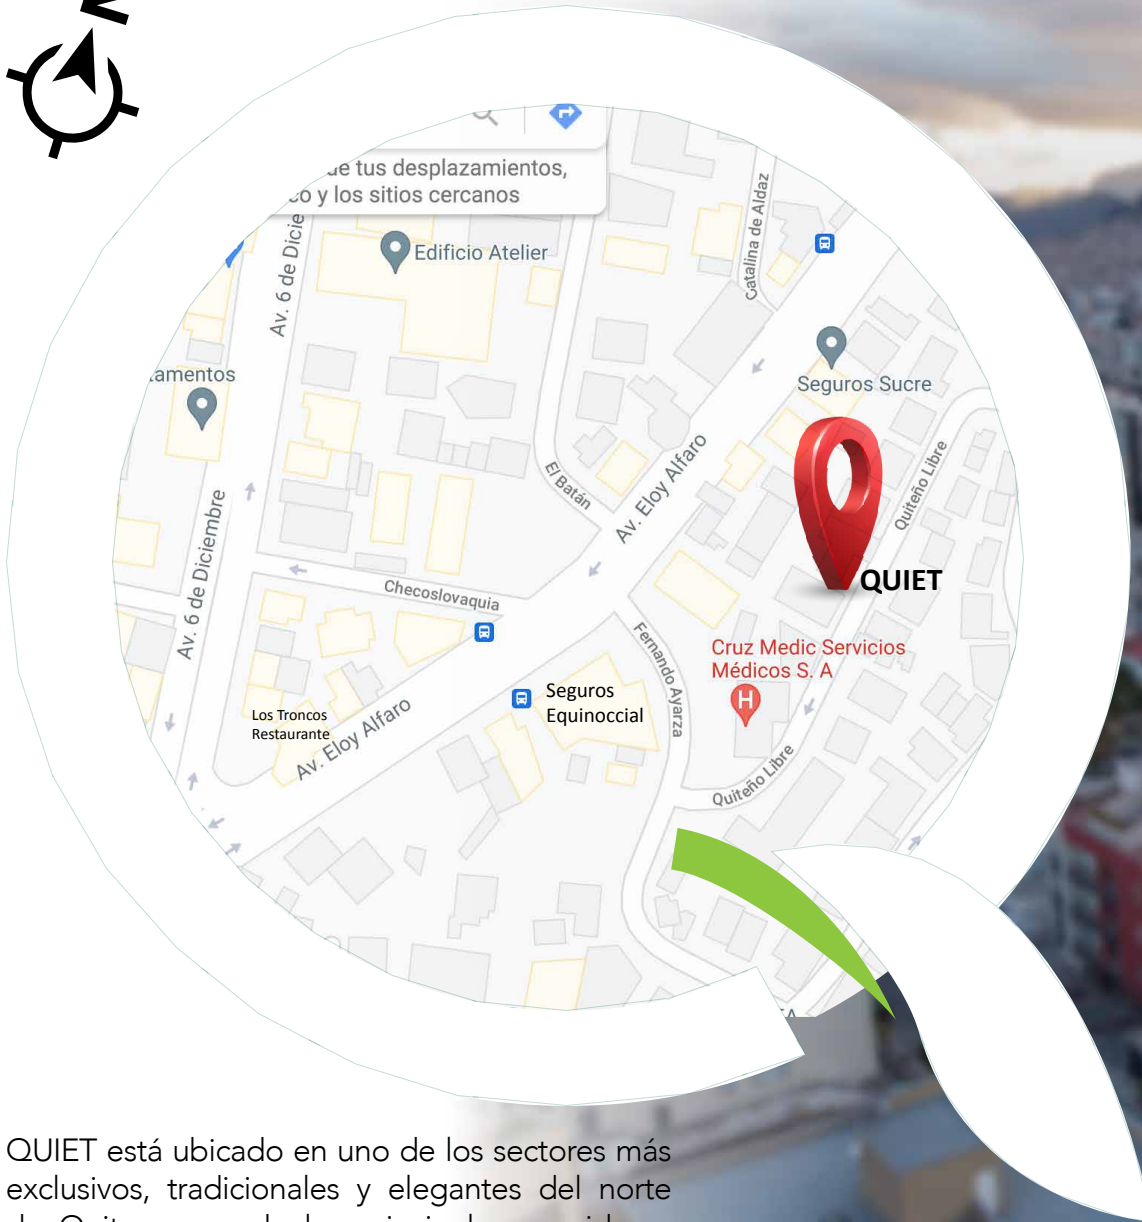 N
de tus desplazamientos,
co y los sitios cercanos
Catalina de Aldaz
Av. 6 de Dicie
Edificio Atelier
Seguros Sucre
amentos
Av. Eloy Alfaro
El Batán
Quiteño Libre
Av. 6 de Diciembre
QUIET
Checoslovaquia
Fernando Ayarza
Cruz Medic Servicios
Médicos S. A
H
Seguros
Equinoccial
Los Troncos
Restaurante
Av. Eloy Alfaro
Quiteño Libre
QUIET está ubicado en uno de los sectores más
exclusivos, tradicionales y elegantes del norte